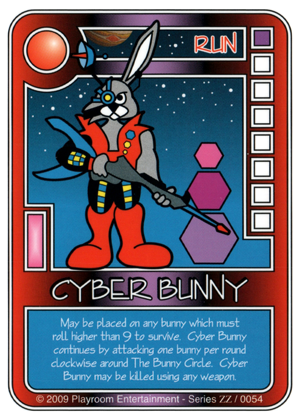 RUN
CYBER BUNNY
May be placed on any bunny which must
roll higher than 9 to survive. Cyber Bunny
continues by attacking one bunny per round
clockwise around The Bunny Circle. Cyber
Bunny may be killed using any weapon.
© 2009 Playroom Entertainment - Series ZZ / 0054